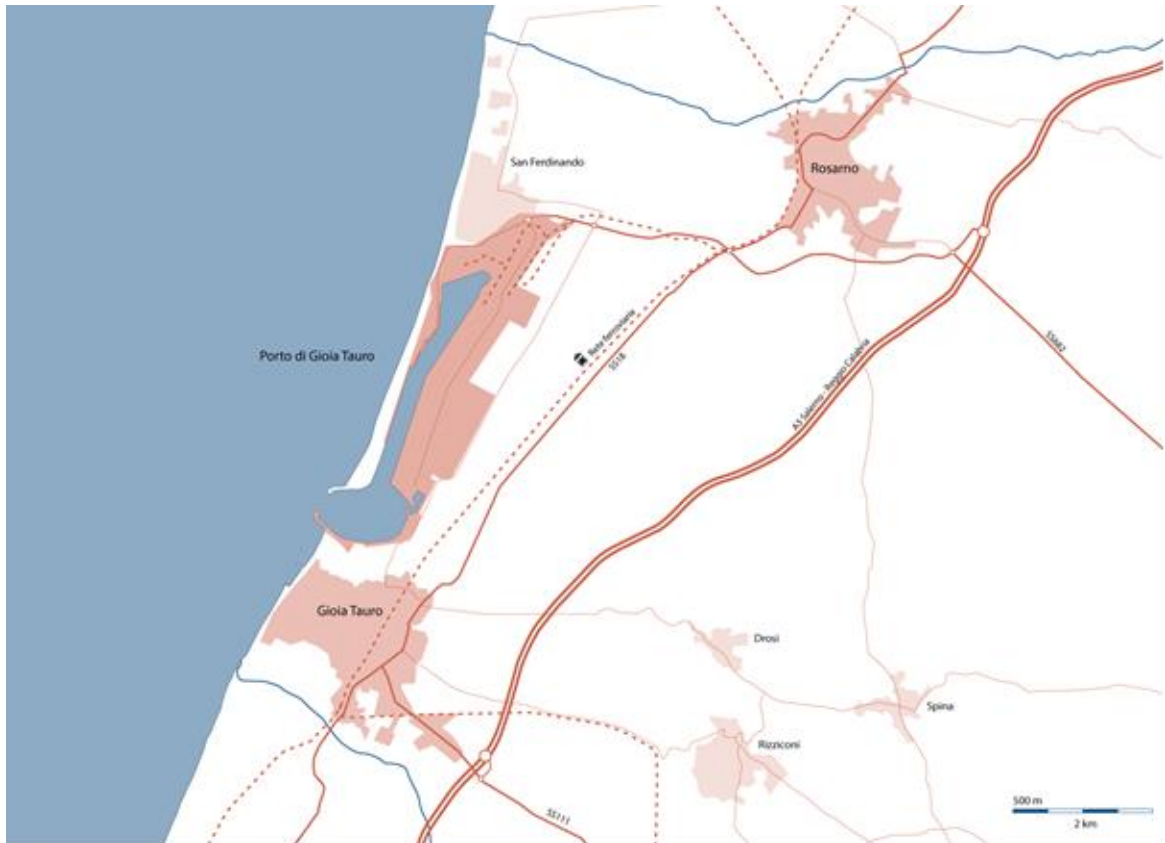 San Ferdinando
Rosarno
Porto di Gioia Tauro
Rete ferroviaria
SS18
A3 Salerno - Reggio Calabria
SS682
Gioia Tauro
Drosi
Spina
Rizziconi
SS111
500 m
2 km